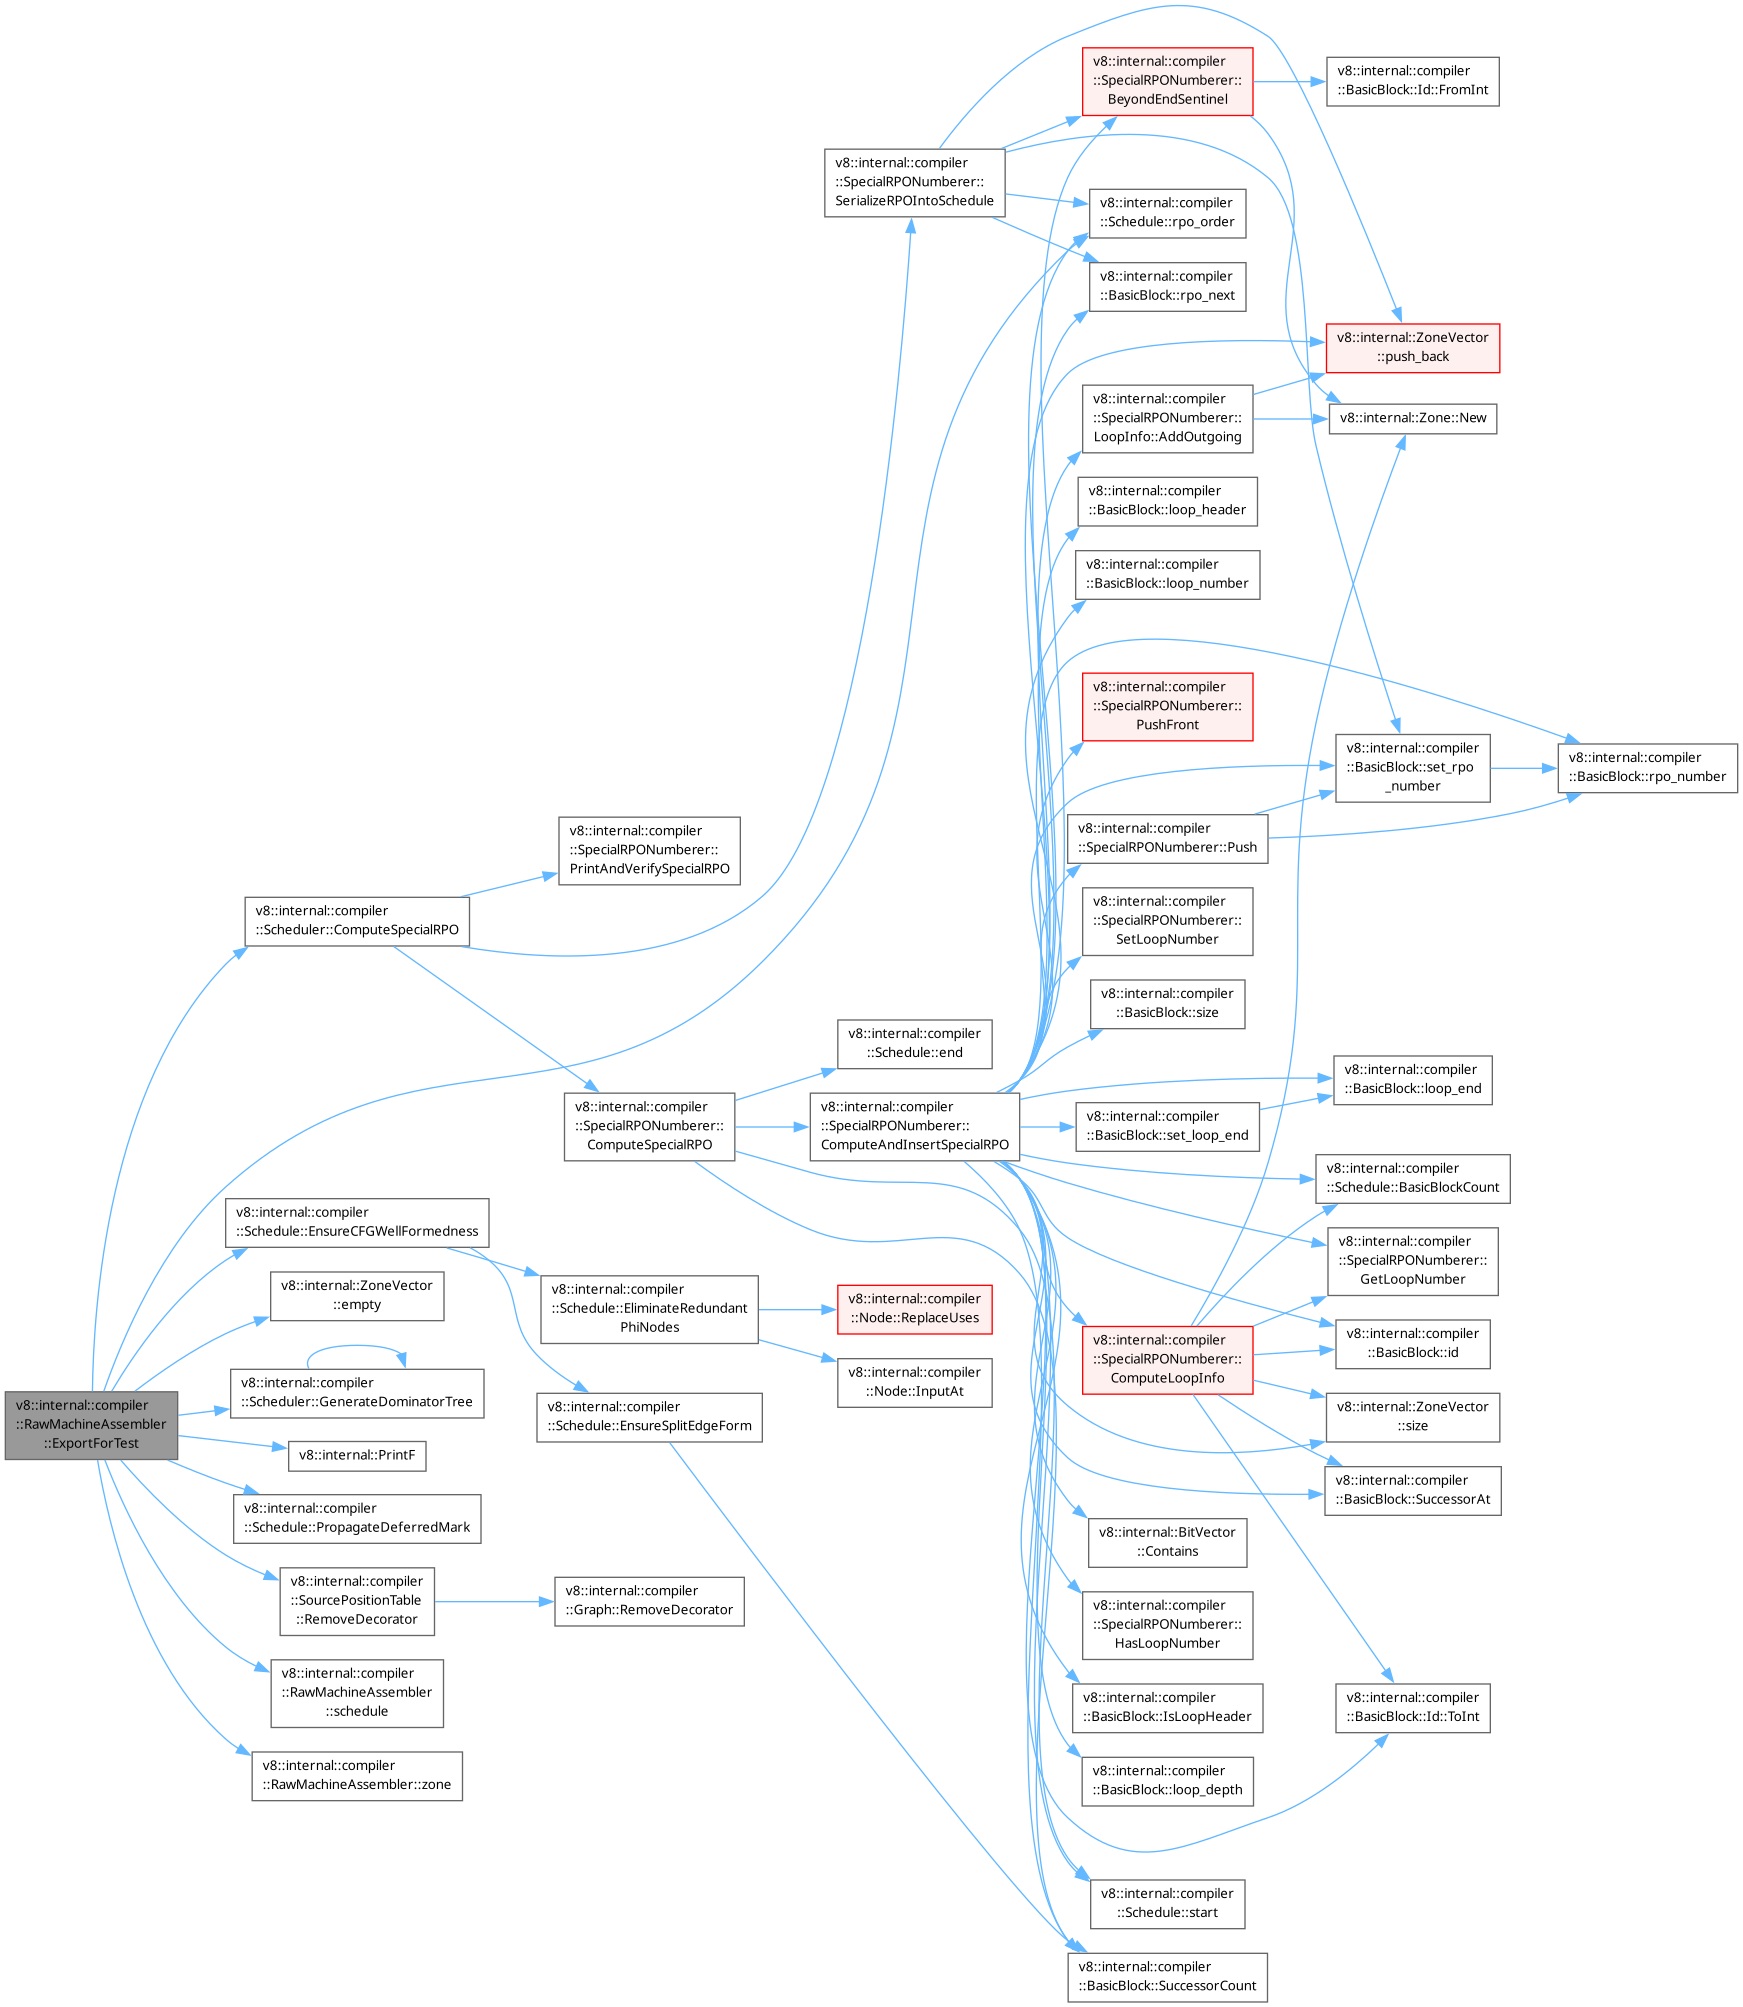 v8::internal::compiler
::SpecialRPONumberer::
BeyondEndSentinel
v8::internal::compiler
::BasicBlock::Id::FromInt
v8::internal::compiler
::SpecialRPONumberer::
SerializeRPOIntoSchedule
v8::internal::compiler
::Schedule::rpo_order
v8::internal::compiler
::BasicBlock::rpo_next
v8::internal::ZoneVector
::push_back
v8::internal::compiler
::SpecialRPONumberer::
LoopInfo::AddOutgoing
v8::internal::Zone::New
v8::internal::compiler
::BasicBlock::loop_header
v8::internal::compiler
::BasicBlock::loop_number
v8::internal::compiler
::SpecialRPONumberer::
PushFront
v8::internal::compiler
::BasicBlock::set_rpo
_number
v8::internal::compiler
::BasicBlock::rpo_number
v8::internal::compiler
::SpecialRPONumberer::Push
v8::internal::compiler
::SpecialRPONumberer::
PrintAndVerifySpecialRPO
v8::internal::compiler
::Scheduler::ComputeSpecialRPO
v8::internal::compiler
::SpecialRPONumberer::
SetLoopNumber
v8::internal::compiler
::BasicBlock::size
v8::internal::compiler
::Schedule::end
v8::internal::compiler
::BasicBlock::loop_end
v8::internal::compiler
::SpecialRPONumberer::
ComputeSpecialRPO
v8::internal::compiler
::SpecialRPONumberer::
ComputeAndInsertSpecialRPO
v8::internal::compiler
::BasicBlock::set_loop_end
v8::internal::compiler
::Schedule::BasicBlockCount
v8::internal::compiler
::Schedule::EnsureCFGWellFormedness
v8::internal::compiler
::SpecialRPONumberer::
GetLoopNumber
v8::internal::ZoneVector
::empty
v8::internal::compiler
::Schedule::EliminateRedundant
PhiNodes
v8::internal::compiler
::Node::ReplaceUses
v8::internal::compiler
::SpecialRPONumberer::
ComputeLoopInfo
v8::internal::compiler
::BasicBlock::id
v8::internal::compiler
::Scheduler::GenerateDominatorTree
v8::internal::compiler
::Node::InputAt
v8::internal::compiler
::RawMachineAssembler
::ExportForTest
v8::internal::compiler
::Schedule::EnsureSplitEdgeForm
v8::internal::ZoneVector
::size
v8::internal::PrintF
v8::internal::compiler
::BasicBlock::SuccessorAt
v8::internal::compiler
::Schedule::PropagateDeferredMark
v8::internal::BitVector
::Contains
v8::internal::compiler
::SourcePositionTable
::RemoveDecorator
v8::internal::compiler
::Graph::RemoveDecorator
v8::internal::compiler
::SpecialRPONumberer::
HasLoopNumber
v8::internal::compiler
::RawMachineAssembler
::schedule
v8::internal::compiler
::BasicBlock::IsLoopHeader
v8::internal::compiler
::BasicBlock::Id::ToInt
v8::internal::compiler
::RawMachineAssembler::zone
v8::internal::compiler
::BasicBlock::loop_depth
v8::internal::compiler
::Schedule::start
v8::internal::compiler
::BasicBlock::SuccessorCount